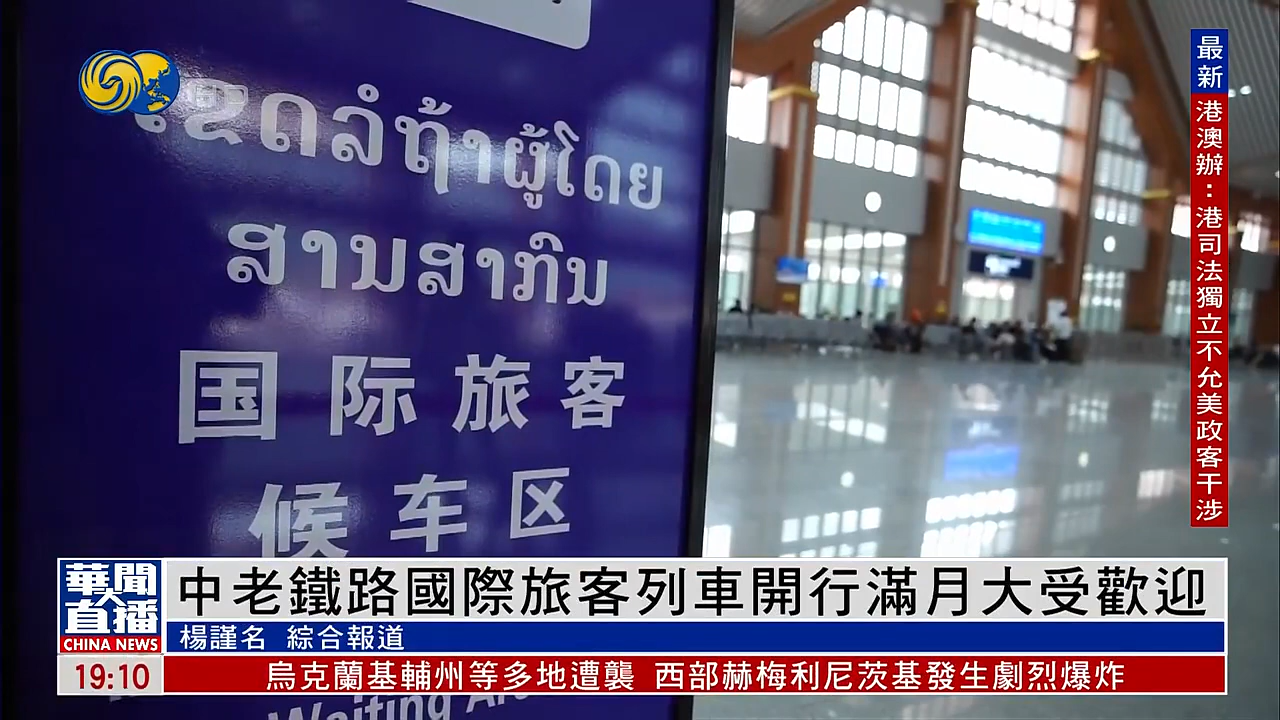 ເຂດລໍຖ້າຜູ້ໂດຍ
ສານສາກົນ
国际旅客
候车区
Waiting
最新 港澳辦：港司法獨立不允美政客干涉
華人聞
直播
CHINA NEWS
中老鐵路國際旅客列車開行滿月大受歡迎
楊謹名 綜合報道
19:10
烏克蘭基輔州等多地遭襲 西部赫梅利尼茨基發生劇烈爆炸